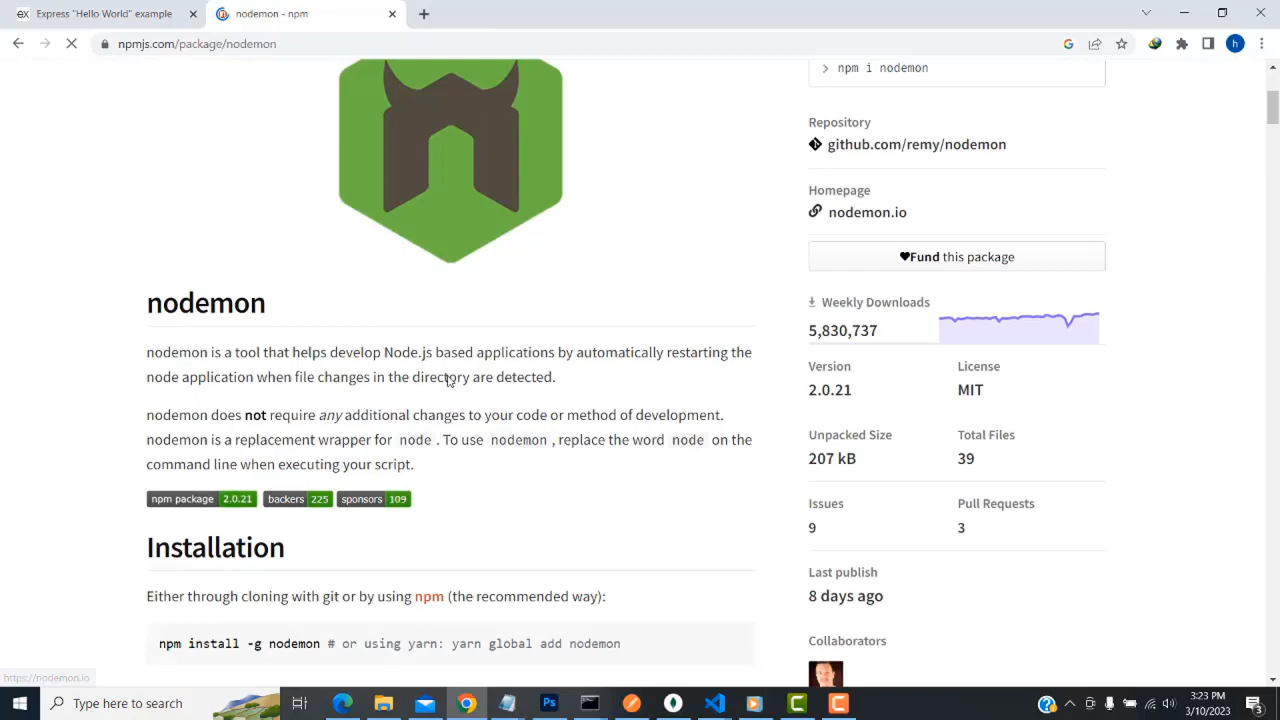 Express "Hello World" example
nodemon - npm
npmjs.com/package/nodemon
h
> npm i nodemon
Repository
github.com/remy/nodemon
Homepage
nodemon.io
Fund this package
Weekly Downloads
5,830,737
Version
License
2.0.21
MIT
Unpacked Size
Total Files
207 kB
39
Issues
Pull Requests
9
3
Last publish
8 days ago
Collaborators
nodemon
nodemon is a tool that helps develop Node.js based applications by automatically restarting the
node application when file changes in the directory are detected.
nodemon does not require any additional changes to your code or method of development.
nodemon is a replacement wrapper for node . To use nodemon , replace the word node on the
command line when executing your script.
npm package 2.0.21 backers 225 sponsors 109
Installation
Either through cloning with git or by using npm (the recommended way):
npm install -g nodemon # or using yarn: yarn global add nodemon
https://nodemon.io
Type here to search
Ps
3:23 PM
3/10/2023
3